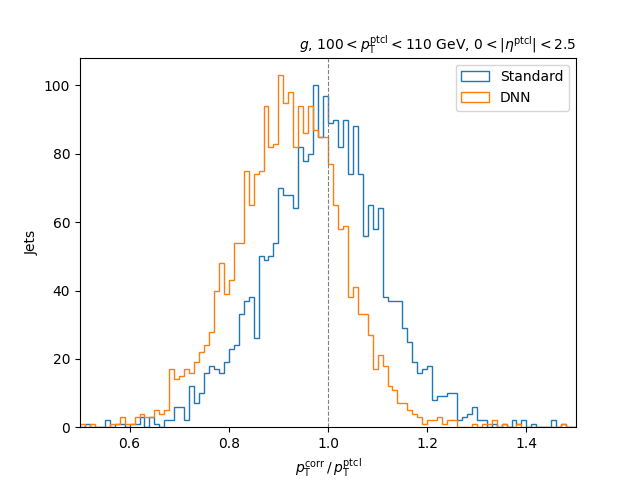 g, 100 < p_T^ptcl < 110 GeV, 0 < |η^ptcl| < 2.5
Standard
DNN
100
80
60
40
20
0
Jets
0.6 0.8 1.0 1.2 1.4
p_T^corr / p_T^ptcl